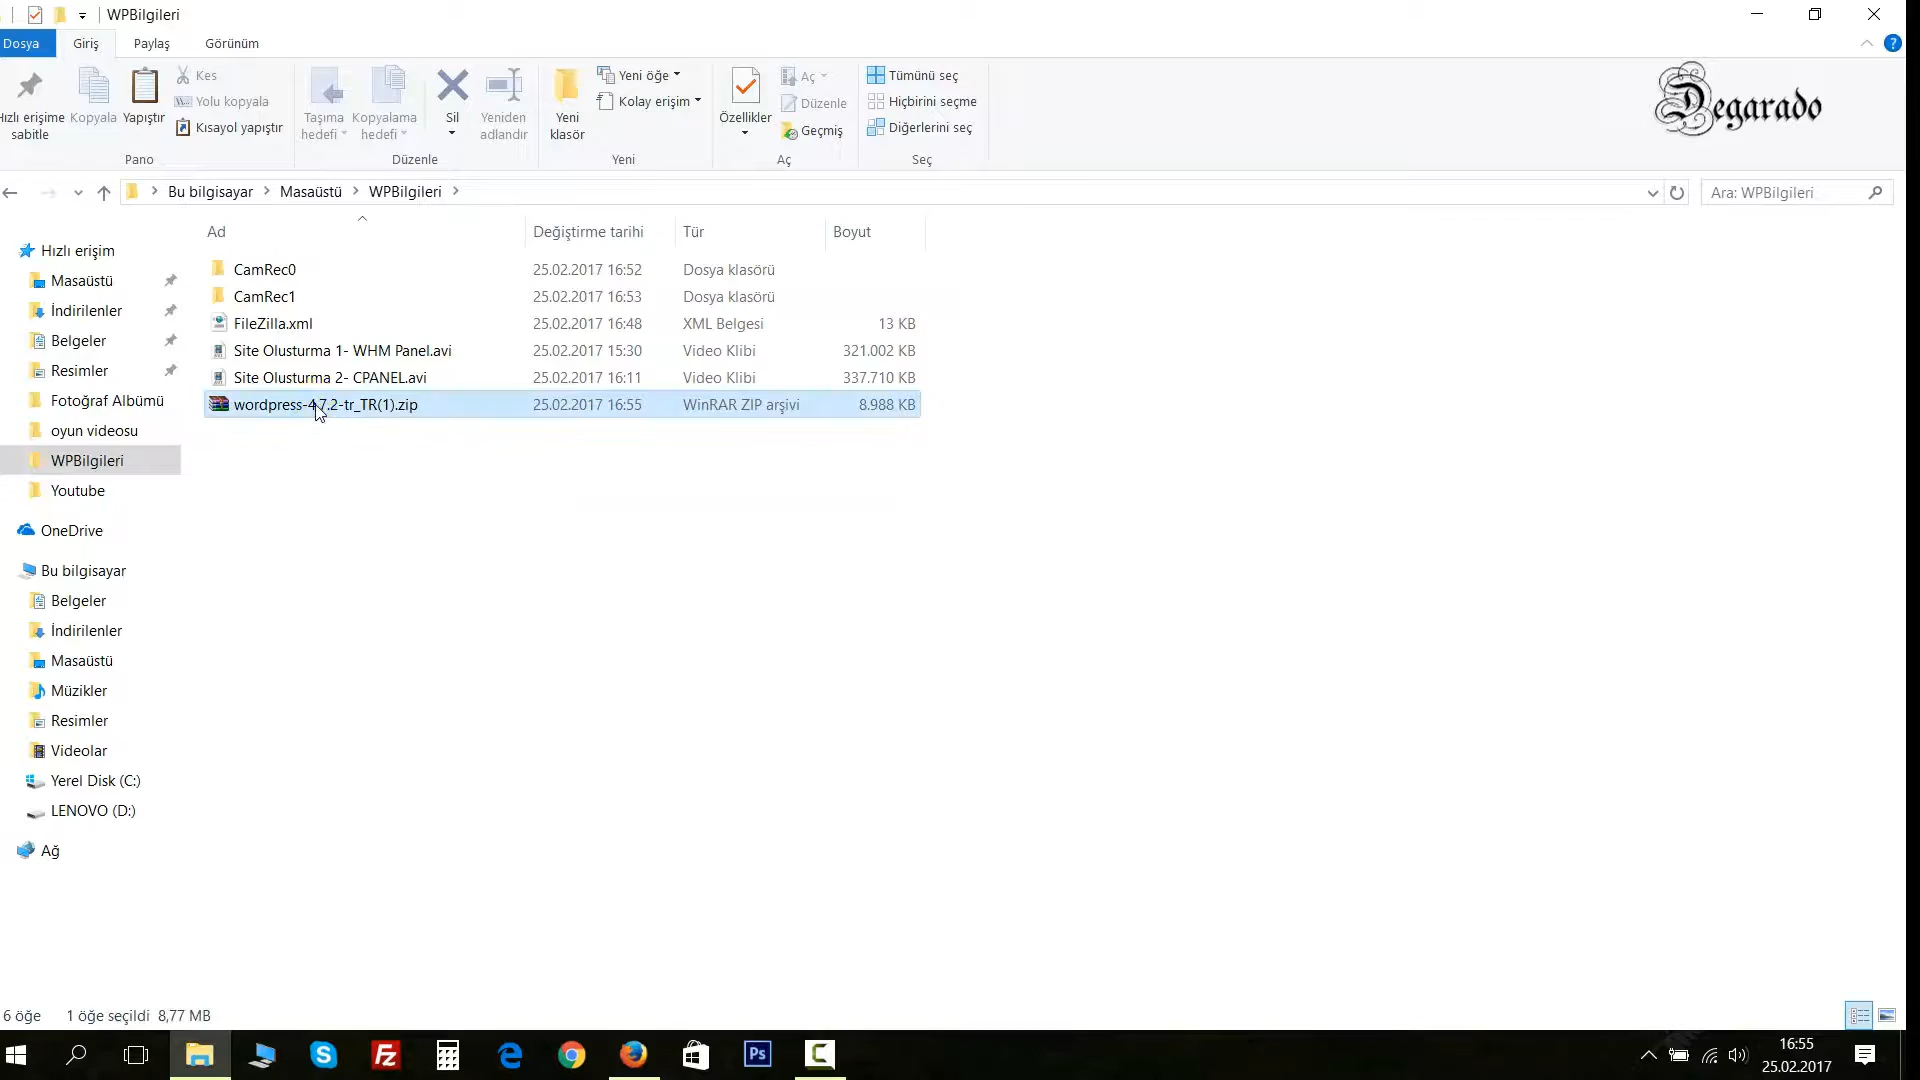 WPBilgileri
Dosya Giriş Paylaş Görünüm
Hızlı erişime sabitle
Kopyala
Yapıştır
Kes
Yolu kopyala
Kısayol yapıştır
Pano
Taşıma hedefi
Kopyalama hedefi
Sil
Yeniden adlandır
Düzenle
Yeni klasör
Yeni öğe
Kolay erişim
Yeni
Özellikler
Aç
Düzenle
Geçmiş
Aç
Tümünü seç
Hiçbirini seçme
Diğerlerini seç
Seç
Degarado
Bu bilgisayar > Masaüstü > WPBilgileri >
Ara: WPBilgileri
Ad Değiştirme tarihi Tür Boyut
CamRec0 25.02.2017 16:52 Dosya klasörü
CamRec1 25.02.2017 16:53 Dosya klasörü
FileZilla.xml 25.02.2017 16:48 XML Belgesi 13 KB
Site Olusturma 1- WHM Panel.avi 25.02.2017 15:30 Video Klibi 321.002 KB
Site Olusturma 2- CPANEL.avi 25.02.2017 16:11 Video Klibi 337.710 KB
wordpress-4.7.2-tr_TR(1).zip 25.02.2017 16:55 WinRAR ZIP arşivi 8.988 KB
Hızlı erişim
Masaüstü
İndirilenler
Belgeler
Resimler
Fotoğraf Albümü
oyun videosu
WPBilgileri
Youtube
OneDrive
Bu bilgisayar
Belgeler
İndirilenler
Masaüstü
Müzikler
Resimler
Videolar
Yerel Disk (C:)
LENOVO (D:)
Ağ
6 öğe 1 öğe seçildi 8,77 MB
Fz
Ps
16:55
25.02.2017